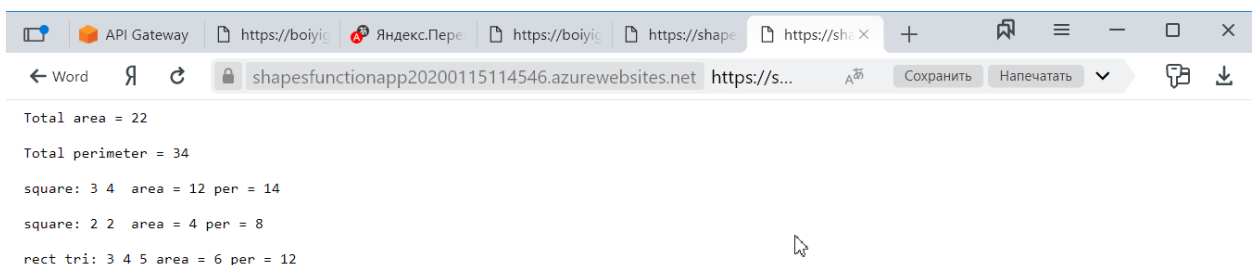 API Gateway https://boiyig Яндекс.Пере https://boiyig https://shape https://sha
Word Я shapesfunctionapp20200115114546.azurewebsites.net https://s... Сохранить Напечатать
Total area = 22
Total perimeter = 34
square: 3 4 area = 12 per = 14
square: 2 2 area = 4 per = 8
rect tri: 3 4 5 area = 6 per = 12